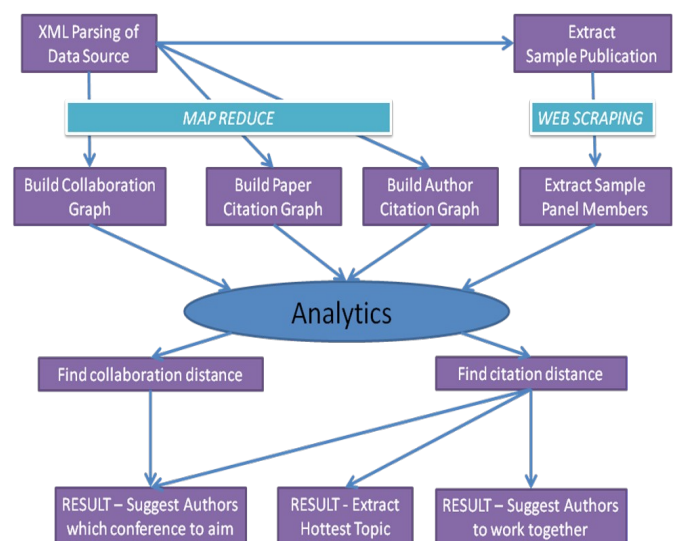 XML Parsing of
Data Source
Extract
Sample Publication
MAP REDUCE
WEB SCRAPING
Build Collaboration
Graph
Build Paper
Citation Graph
Build Author
Citation Graph
Extract Sample
Panel Members
Analytics
Find collaboration distance
Find citation distance
RESULT – Suggest Authors
which conference to aim
RESULT - Extract
Hottest Topic
RESULT – Suggest Authors
to work together